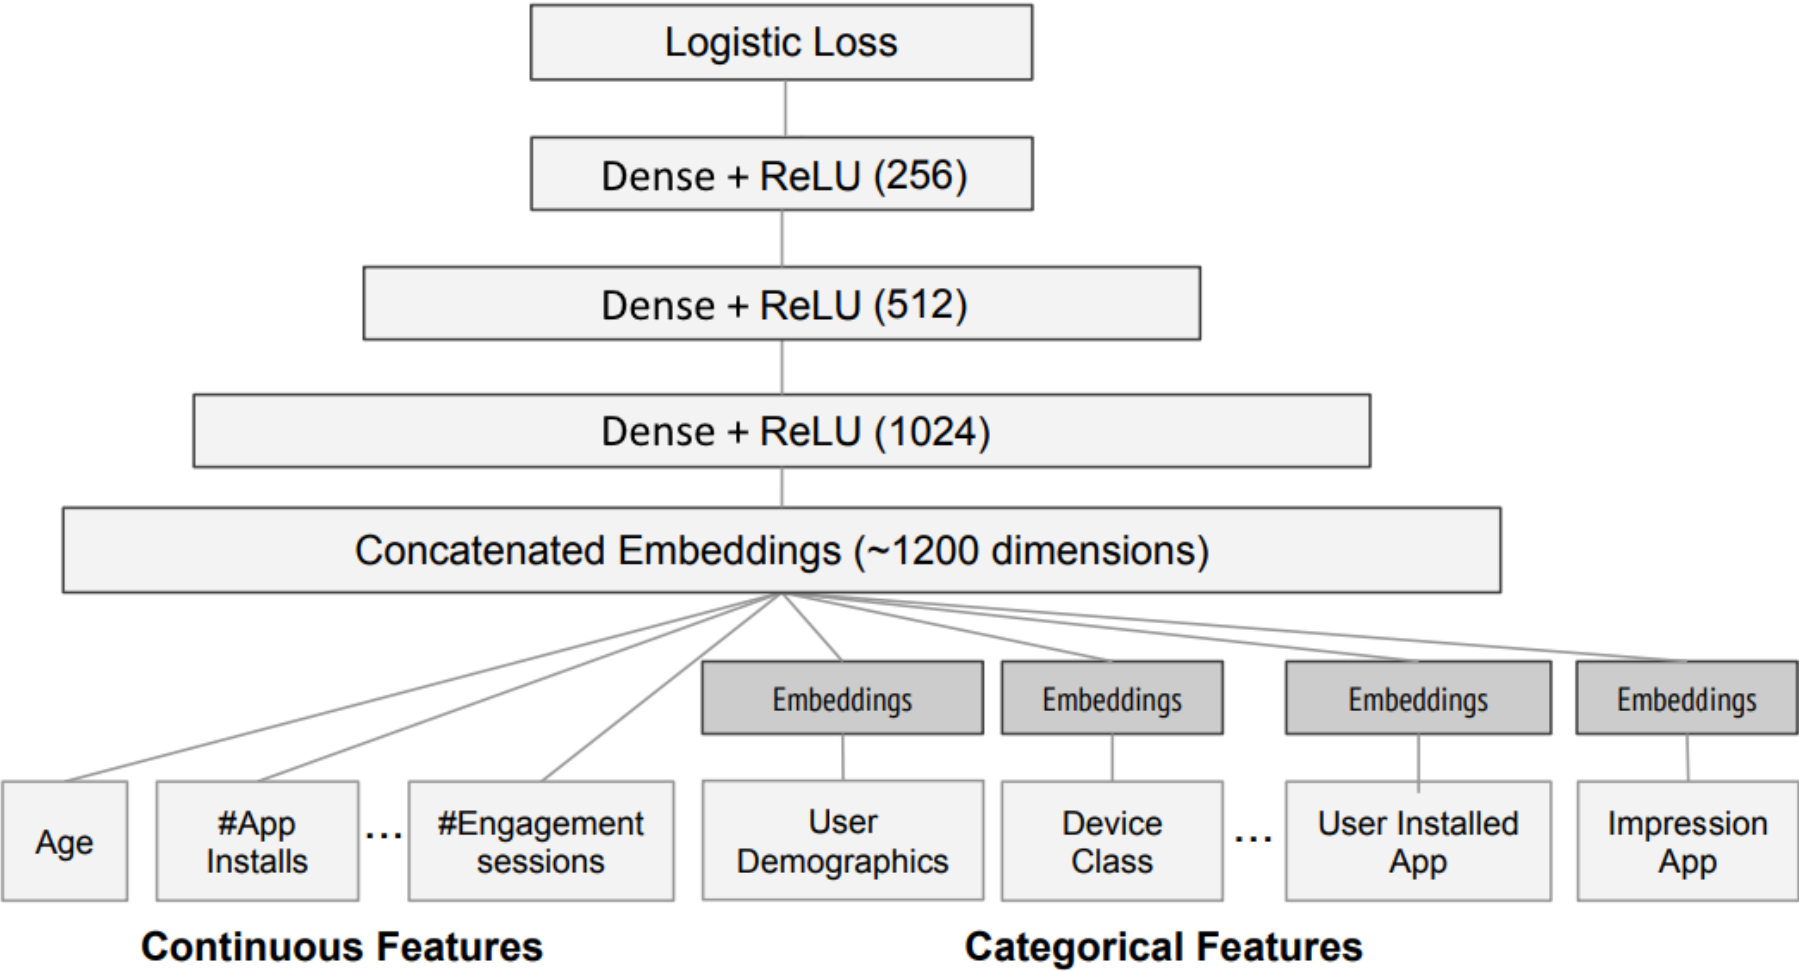 Logistic Loss
Dense + ReLU (256)
Dense + ReLU (512)
Dense + ReLU (1024)
Concatenated Embeddings (~1200 dimensions)
Embeddings
Embeddings
Embeddings
Embeddings
Age
#App
Installs
...
#Engagement
sessions
User
Demographics
Device
Class
...
User Installed
App
Impression
App
Continuous Features
Categorical Features